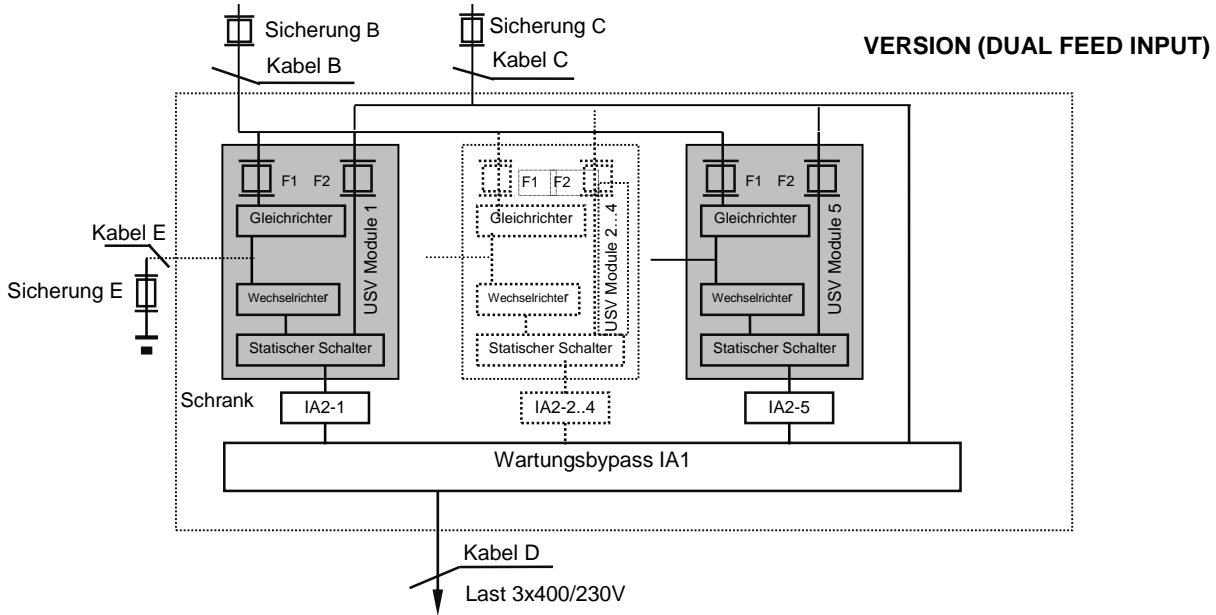 Sicherung B
Sicherung C
VERSION (DUAL FEED INPUT)
Kabel B
Kabel C
F1 F2
F1 F2
F1 F2
Gleichrichter
Gleichrichter
Gleichrichter
USV Module 1
USV Module 2...4
USV Module 5
Kabel E
Sicherung E
Wechselrichter
Wechselrichter
Wechselrichter
Statischer Schalter
Statischer Schalter
Statischer Schalter
Schrank
IA2-1
IA2-2..4
IA2-5
Wartungsbypass IA1
Kabel D
Last 3x400/230V